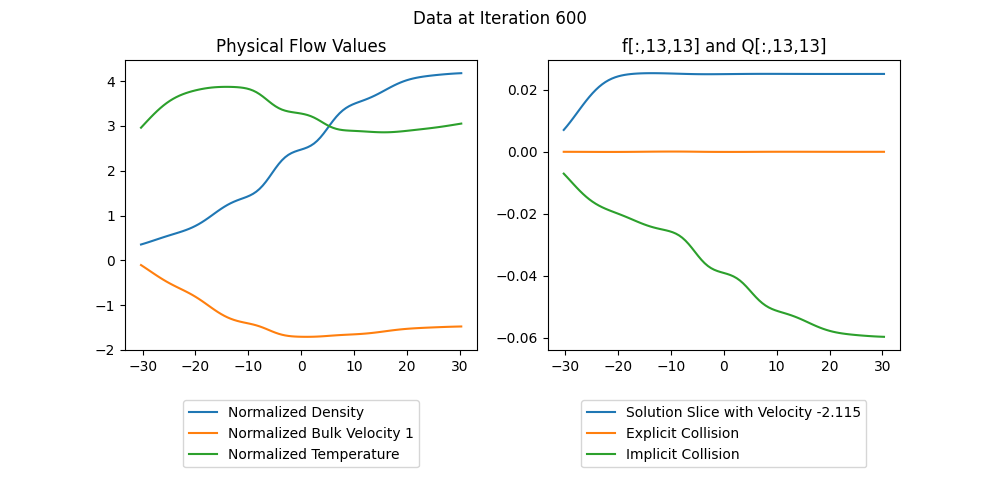 Data at Iteration 600
Physical Flow Values
4
3
2
1
0
−1
−2
−30
−20
−10
0
10
20
30
Normalized Density
Normalized Bulk Velocity 1
Normalized Temperature
f[:,13,13] and Q[:,13,13]
0.02
0.00
−0.02
−0.04
−0.06
−30
−20
−10
0
10
20
30
Solution Slice with Velocity -2.115
Explicit Collision
Implicit Collision